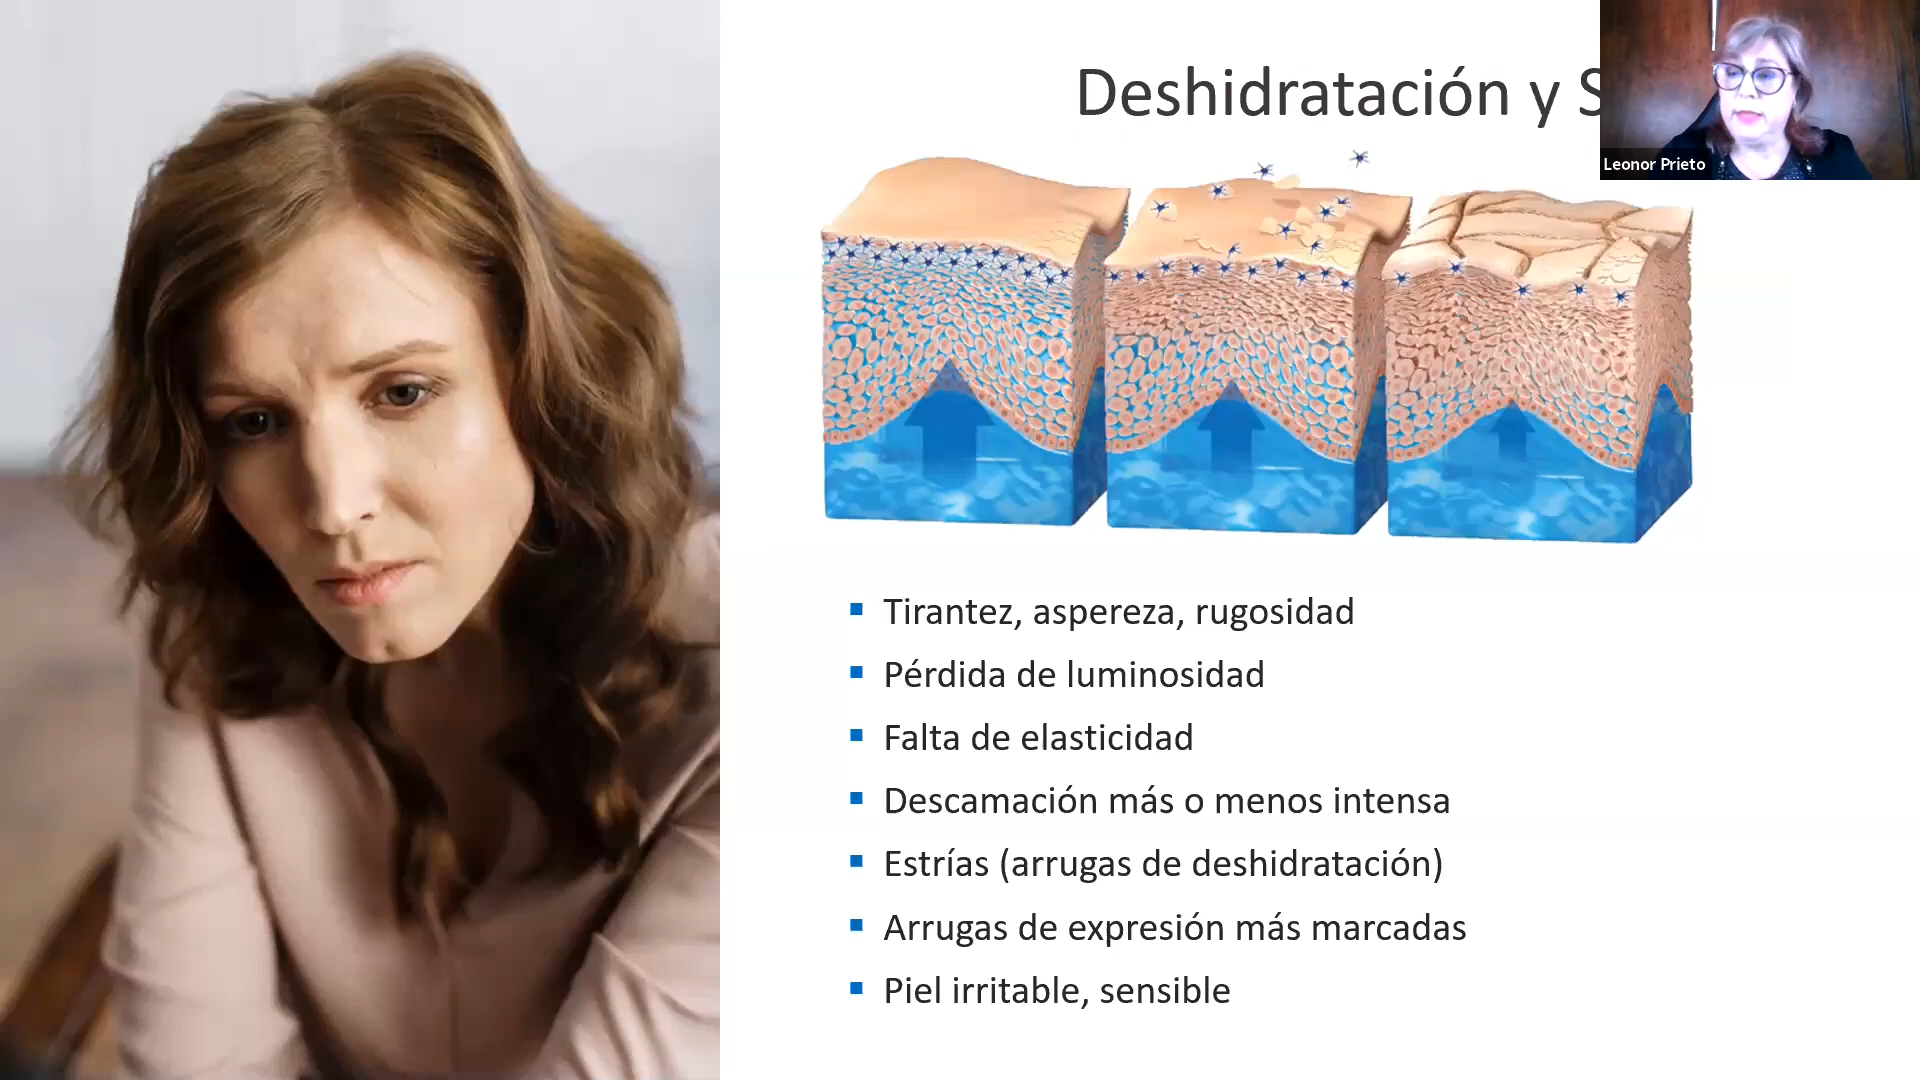 Deshidratación y S
Leonor Prieto
Tirantez, aspereza, rugosidad
Pérdida de luminosidad
Falta de elasticidad
Descamación más o menos intensa
Estrías (arrugas de deshidratación)
Arrugas de expresión más marcadas
Piel irritable, sensible